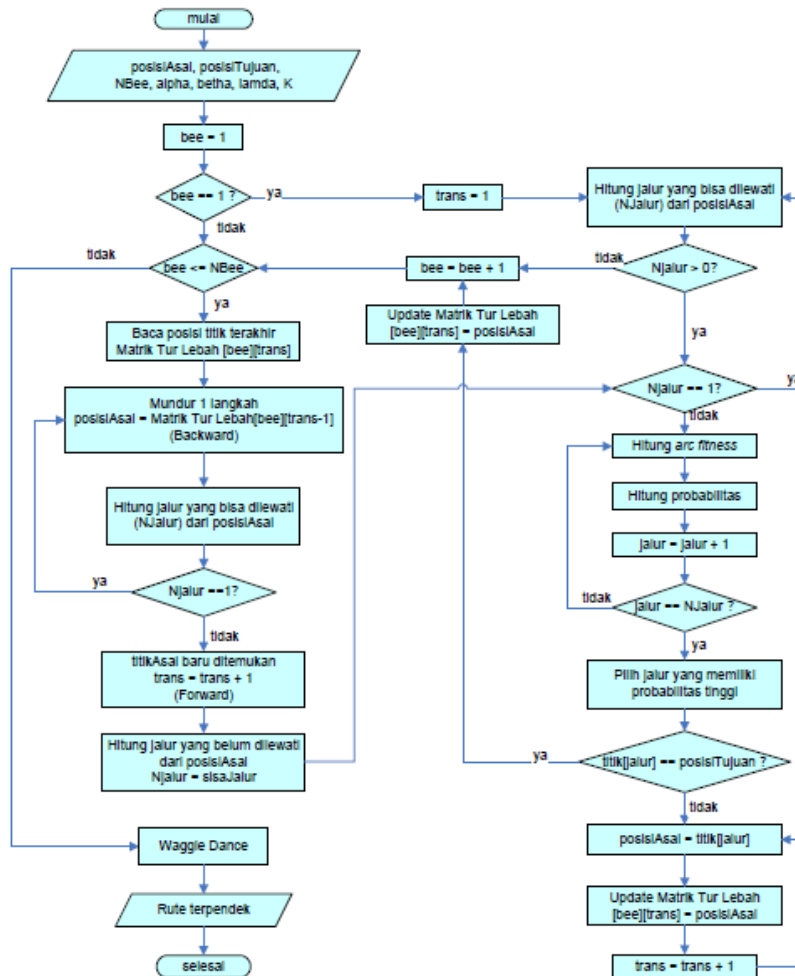 mulai
posisiAsal, posisiTujuan,
NBee, alpha, betha, lamda, K
bee = 1
bee == 1 ?
ya
tidak
trans = 1
Hitung jalur yang bisa dilewati
(NJalur) dari posisiAsal
tidak
bee <= NBee
ya
bee = bee + 1
tidak
Njalur > 0?
ya
Update Matrik Tur Lebah
[bee][trans] = posisiAsal
Baca posisi titik terakhir
Matrik Tur Lebah [bee][trans]
Mundur 1 langkah
posisiAsal = Matrik Tur Lebah[bee][trans-1]
(Backward)
Njalur == 1?
ya
tidak
Hitung arc fitness
Hitung probabilitas
jalur = jalur + 1
jalur == NJalur ?
tidak
ya
Hitung jalur yang bisa dilewati
(NJalur) dari posisiAsal
ya
Njalur ==1?
tidak
titikAsal baru ditemukan
trans = trans + 1
(Forward)
Hitung jalur yang belum dilewati
dari posisiAsal
Njalur = sisaJalur
Pilih jalur yang memiliki
probabilitas tinggi
ya
titik[jalur] == posisiTujuan ?
tidak
posisiAsal = titik[jalur]
Update Matrik Tur Lebah
[bee][trans] = posisiAsal
trans = trans + 1
Waggle Dance
Rute terpendek
selesai